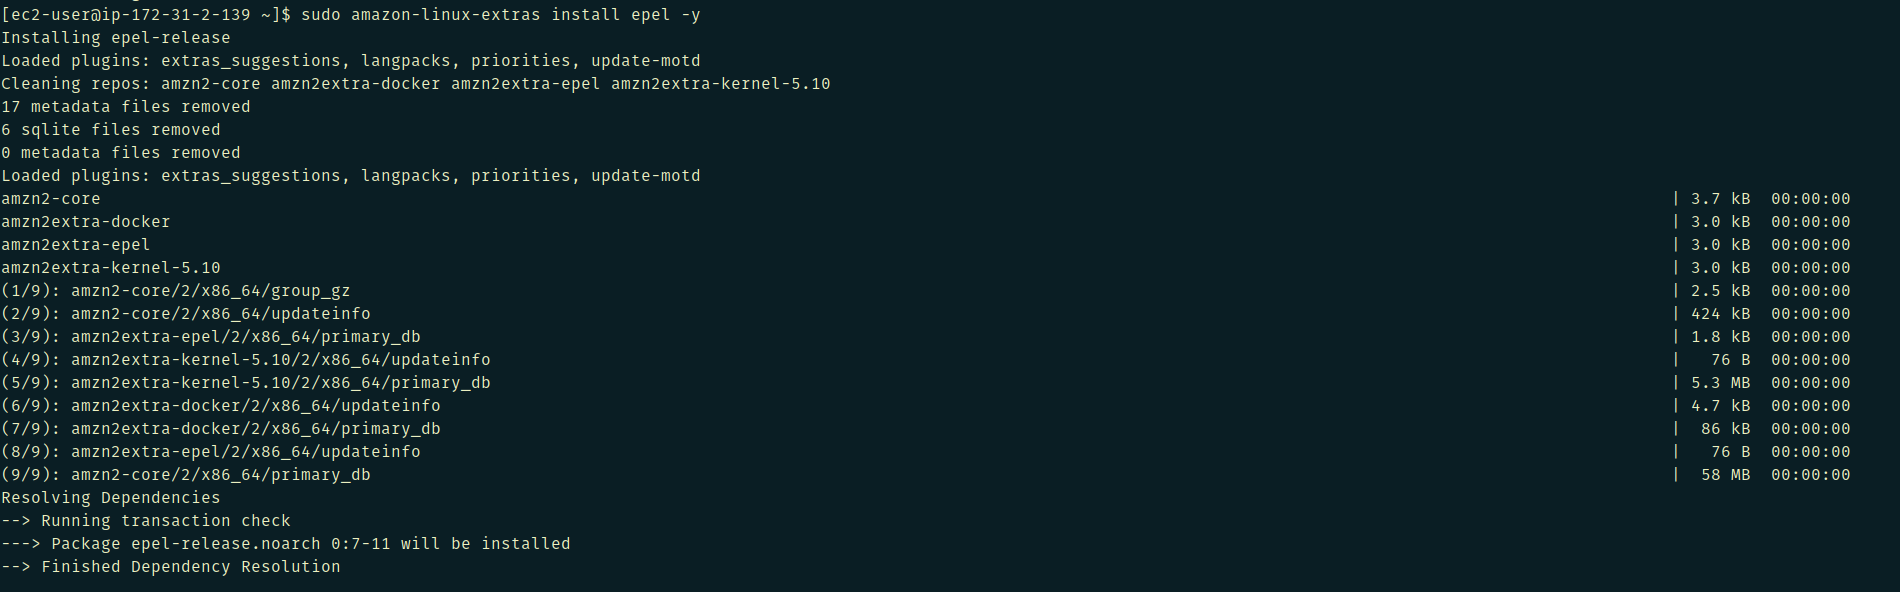 [ec2-user@ip-172-31-2-139 ~]$ sudo amazon-linux-extras install epel -y
Installing epel-release
Loaded plugins: extras_suggestions, langpacks, priorities, update-motd
Cleaning repos: amzn2-core amzn2extra-docker amzn2extra-epel amzn2extra-kernel-5.10
17 metadata files removed
6 sqlite files removed
0 metadata files removed
Loaded plugins: extras_suggestions, langpacks, priorities, update-motd
amzn2-core | 3.7 kB 00:00:00
amzn2extra-docker | 3.0 kB 00:00:00
amzn2extra-epel | 3.0 kB 00:00:00
amzn2extra-kernel-5.10 | 3.0 kB 00:00:00
(1/9): amzn2-core/2/x86_64/group_gz | 2.5 kB 00:00:00
(2/9): amzn2-core/2/x86_64/updateinfo | 424 kB 00:00:00
(3/9): amzn2extra-epel/2/x86_64/primary_db | 1.8 kB 00:00:00
(4/9): amzn2extra-kernel-5.10/2/x86_64/updateinfo | 76 B 00:00:00
(5/9): amzn2extra-kernel-5.10/2/x86_64/primary_db | 5.3 MB 00:00:00
(6/9): amzn2extra-docker/2/x86_64/updateinfo | 4.7 kB 00:00:00
(7/9): amzn2extra-docker/2/x86_64/primary_db | 86 kB 00:00:00
(8/9): amzn2extra-epel/2/x86_64/updateinfo | 76 B 00:00:00
(9/9): amzn2-core/2/x86_64/primary_db | 58 MB 00:00:00
Resolving Dependencies
--> Running transaction check
---> Package epel-release.noarch 0:7-11 will be installed
--> Finished Dependency Resolution